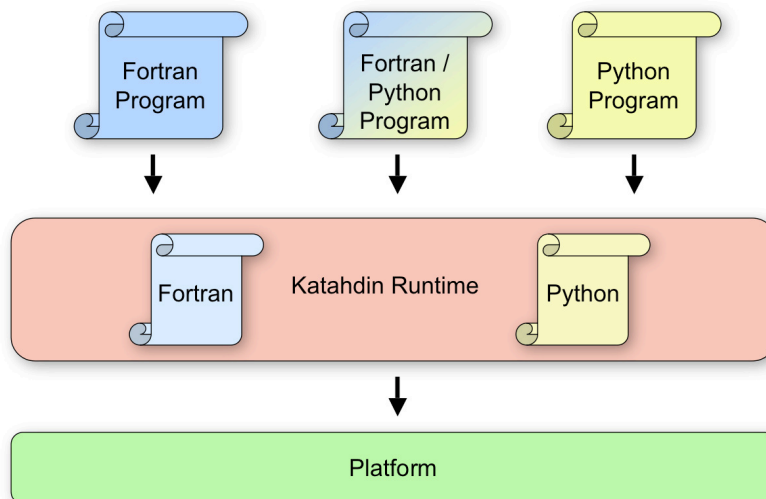 Fortran
Program
Fortran /
Python
Program
Python
Program
Fortran
Katahdin Runtime
Python
Platform